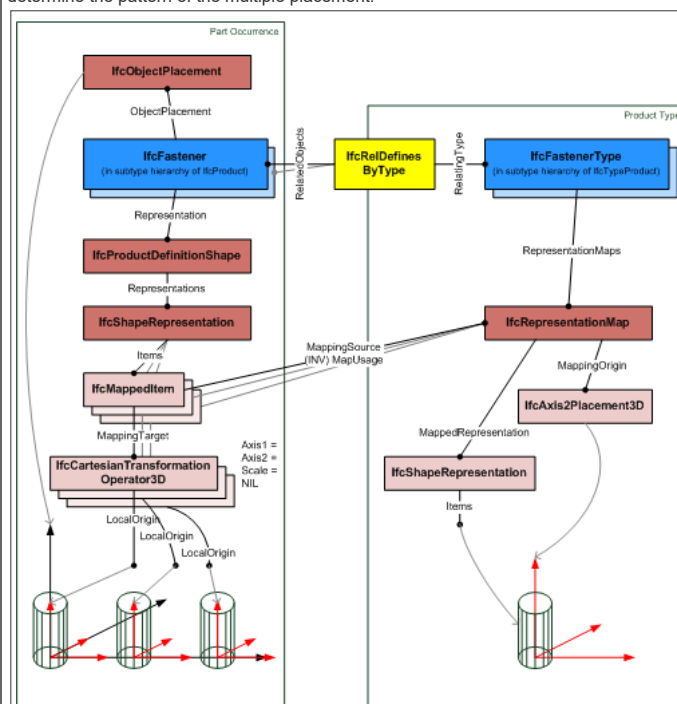 determine the pattern of the multiple placement.
Part Occurrence
IfcObjectPlacement
ObjectPlacement
Product Type
IfcFastener
(in subtype hierarchy of IfcProduct)
RelatedObjects
IfcRelDefines
ByType
RelatingType
IfcFastenerType
(in subtype hierarchy of IfcTypeProduct)
Representation
IfcProductDefinitionShape
RepresentationMaps
Representations
IfcShapeRepresentation
IfcRepresentationMap
MappingSource
(INV) MapUsage
Items
MappingOrigin
IfcMappedItem
IfcAxis2Placement3D
MappingTarget
MappedRepresentation
Axis1 =
Axis2 =
Scale =
NIL
IfcCartesianTransformation
Operator3D
IfcShapeRepresentation
LocalOrigin
LocalOrigin
LocalOrigin
Items